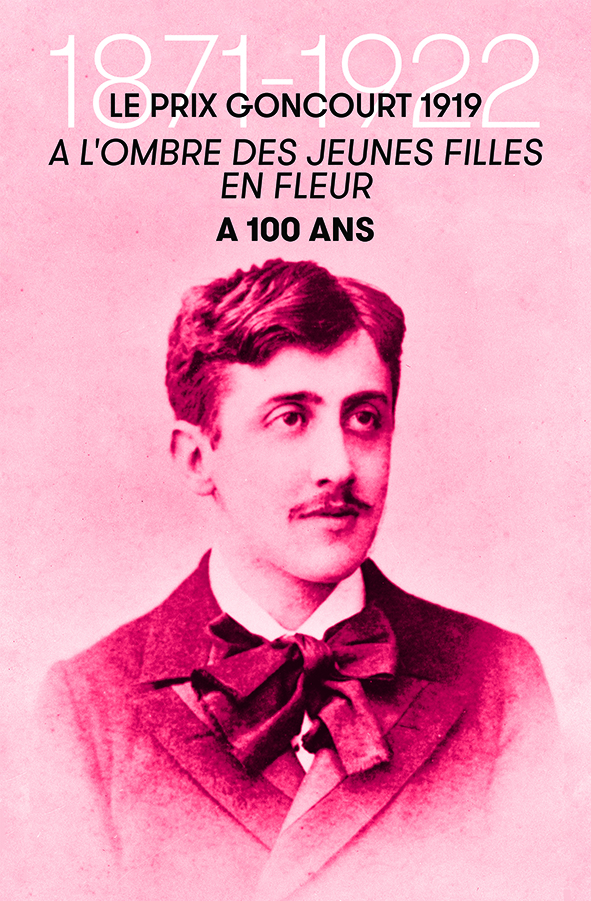 1871-1922
LE PRIX GONCOURT 1919
A L'OMBRE DES JEUNES FILLES
EN FLEUR
A 100 ANS